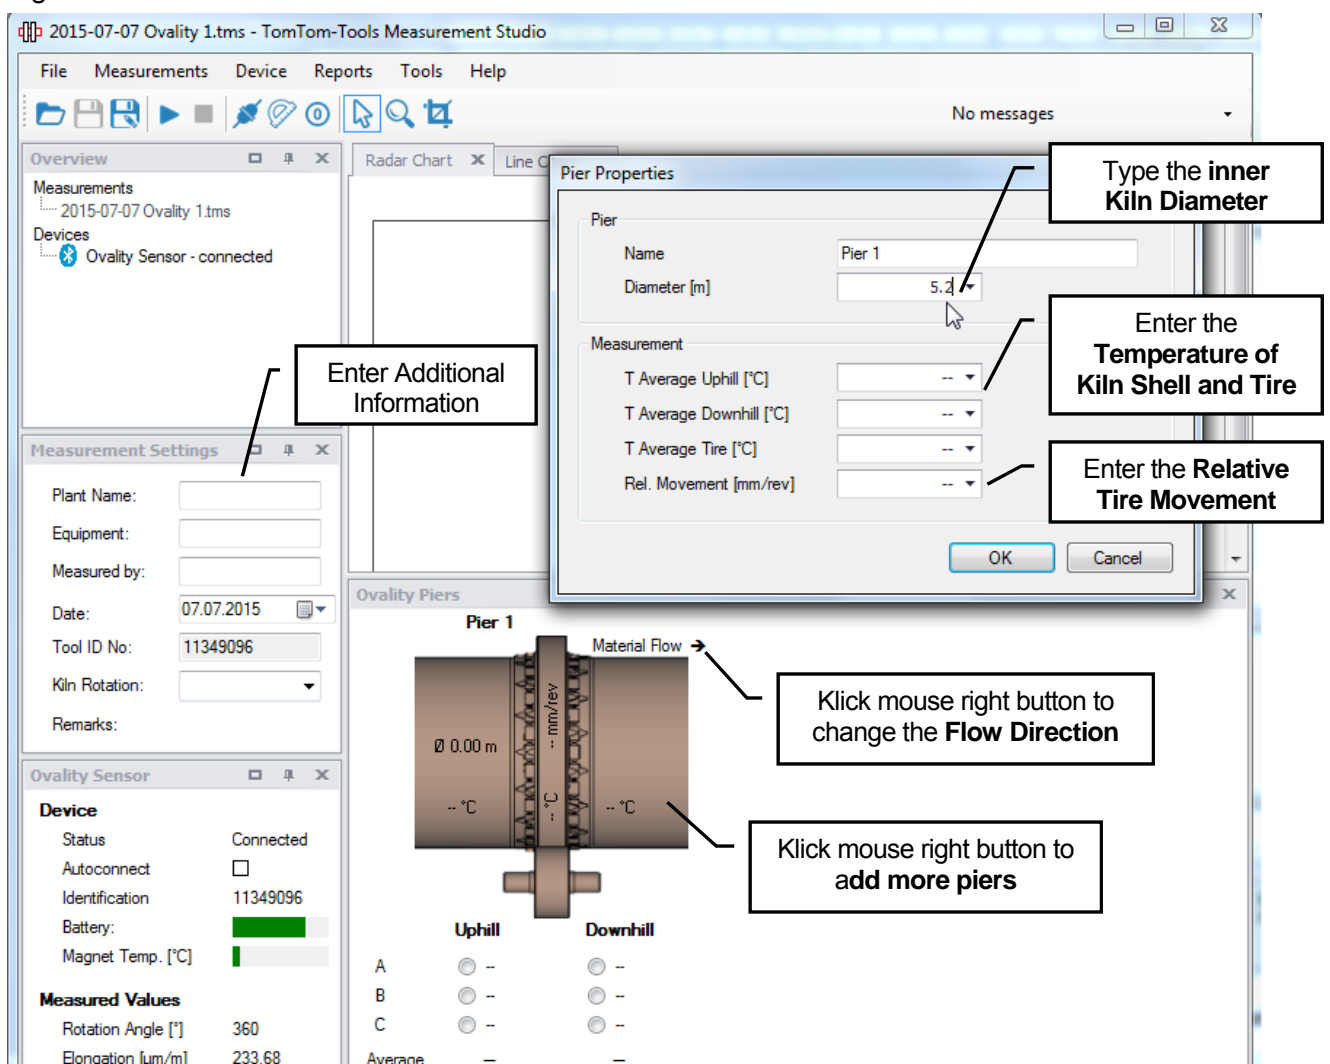 2015-07-07 Ovality 1.tms - TomTom-Tools Measurement Studio
File Measurements Device Reports Tools Help
No messages
Overview
Measurements
2015-07-07 Ovality 1.tms
Devices
Ovality Sensor - connected
Radar Chart Line C
Pier Properties
Pier
Name Pier 1
Diameter [m] 5.2
Measurement
T Average Uphill [°C] --
T Average Downhill [°C] --
T Average Tire [°C] --
Rel. Movement [mm/rev] --
OK Cancel
Type the inner
Kiln Diameter
Enter the
Temperature of
Kiln Shell and Tire
Enter the Relative
Tire Movement
Enter Additional
Information
Measurement Settings
Plant Name:
Equipment:
Measured by:
Date: 07.07.2015
Tool ID No: 11349096
Kiln Rotation:
Remarks:
Ovality Piers
Pier 1
Material Flow
-- mm/rev
Ø 0.00 m
-- °C -- °C -- °C
Klick mouse right button to
change the Flow Direction
Klick mouse right button to
add more piers
Uphill Downhill
A -- --
B -- --
C -- --
Average -- --
Ovality Sensor
Device
Status Connected
Autoconnect
Identification 11349096
Battery:
Magnet Temp. [°C]
Measured Values
Rotation Angle [°] 360
Elongation [µm/m] 233.68